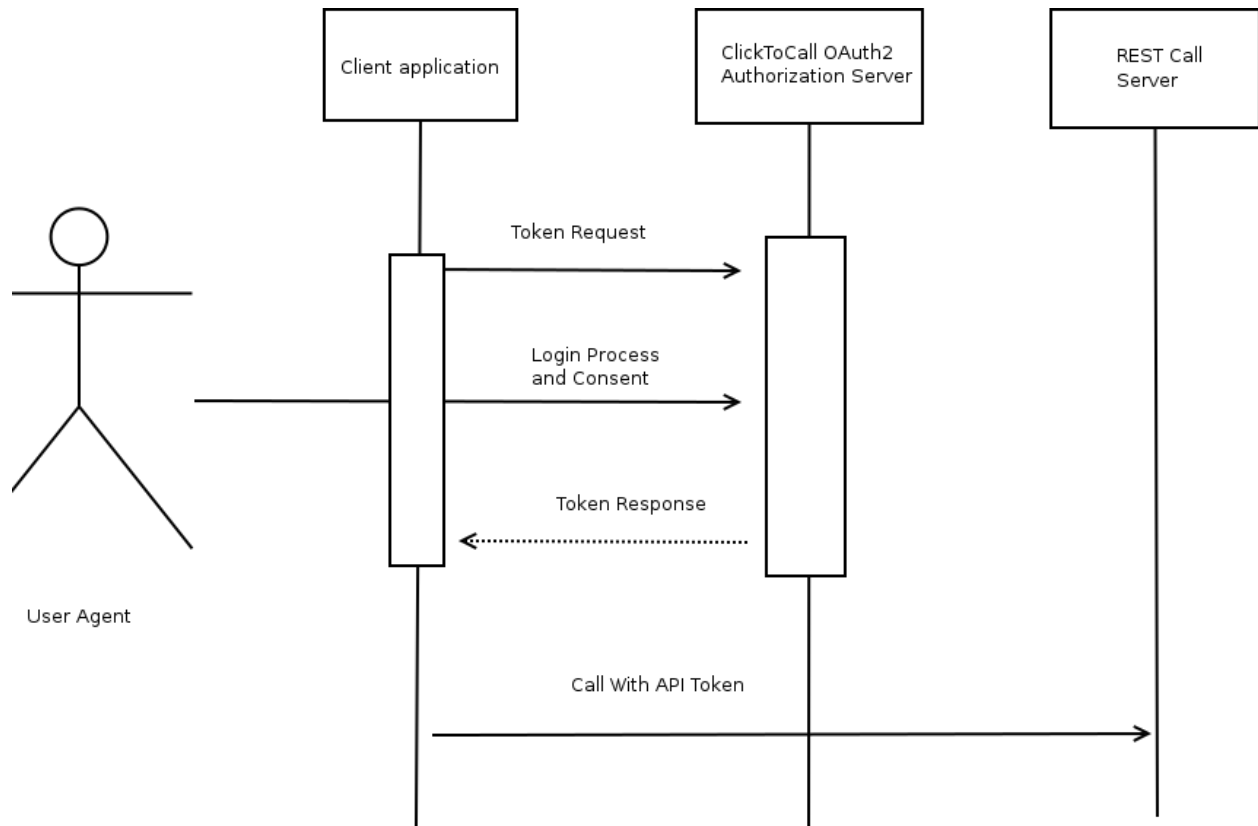 Client application
ClickToCall OAuth2
Authorization Server
REST Call
Server
Token Request
Login Process
and Consent
Token Response
User Agent
Call With API Token